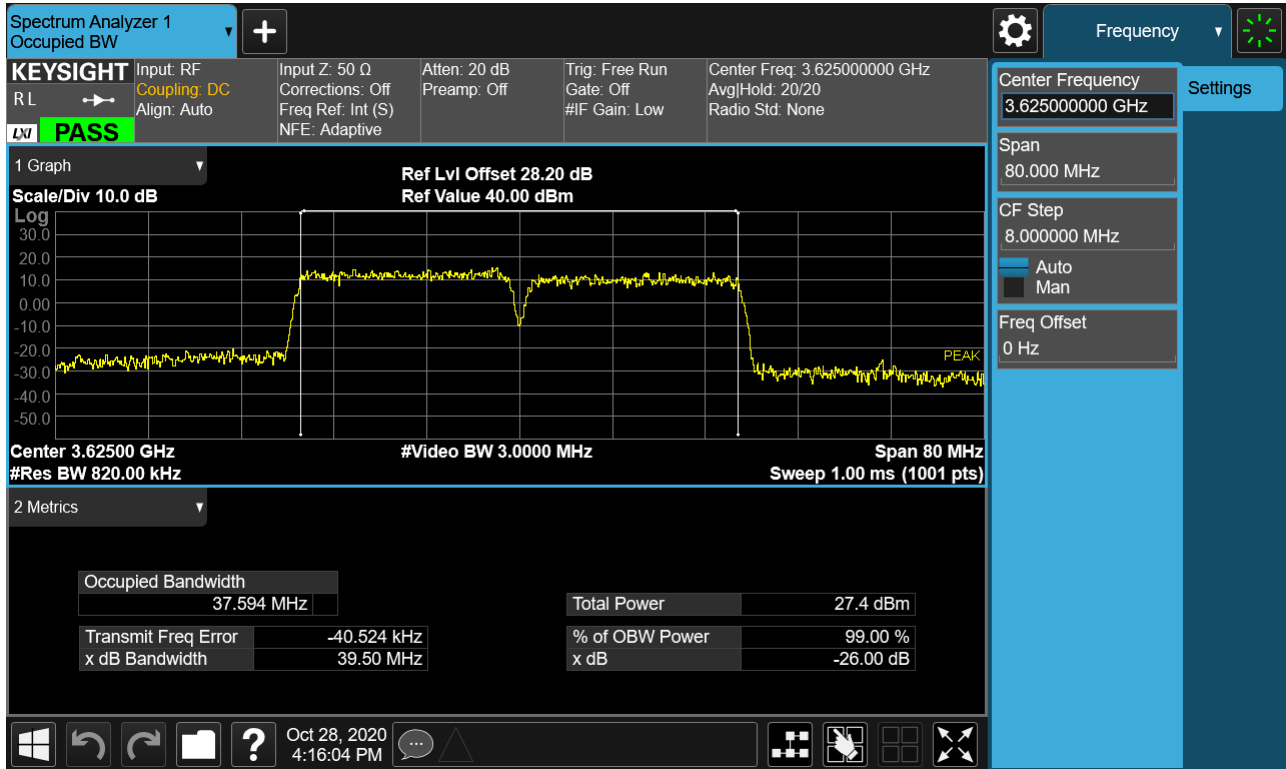 Spectrum Analyzer 1
Occupied BW
Frequency
KEYSIGHT
R L
LXI
PASS
Input: RF
Coupling: DC
Align: Auto
Input Z: 50 Ω
Corrections: Off
Freq Ref: Int (S)
NFE: Adaptive
Atten: 20 dB
Preamp: Off
Trig: Free Run
Gate: Off
#IF Gain: Low
Center Freq: 3.625000000 GHz
Avg|Hold: 20/20
Radio Std: None
Center Frequency
3.625000000 GHz
Settings
Span
80.000 MHz
CF Step
8.000000 MHz
Auto
Man
Freq Offset
0 Hz
1 Graph
Ref Lvl Offset 28.20 dB
Scale/Div 10.0 dB
Ref Value 40.00 dBm
Log
30.0
20.0
10.0
0.00
-10.0
-20.0
-30.0
-40.0
-50.0
PEAK
Center 3.62500 GHz
#Video BW 3.0000 MHz
Span 80 MHz
#Res BW 820.00 kHz
Sweep 1.00 ms (1001 pts)
2 Metrics
Occupied Bandwidth
37.594 MHz
Total Power 27.4 dBm
Transmit Freq Error -40.524 kHz
% of OBW Power 99.00 %
x dB Bandwidth 39.50 MHz
x dB -26.00 dB
Oct 28, 2020
4:16:04 PM